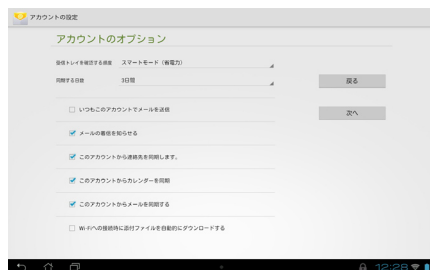 アカウントの設定
アカウントのオプション
受信トレイを確認する頻度 スマートモード（省電力）
同期する日数 3日間
戻る
いつもこのアカウントでメールを送信
次へ
メールの着信を知らせる
このアカウントから連絡先を同期します。
このアカウントからカレンダーを同期
このアカウントからメールを同期する
Wi-Fiへの接続時に添付ファイルを自動的にダウンロードする
12:28